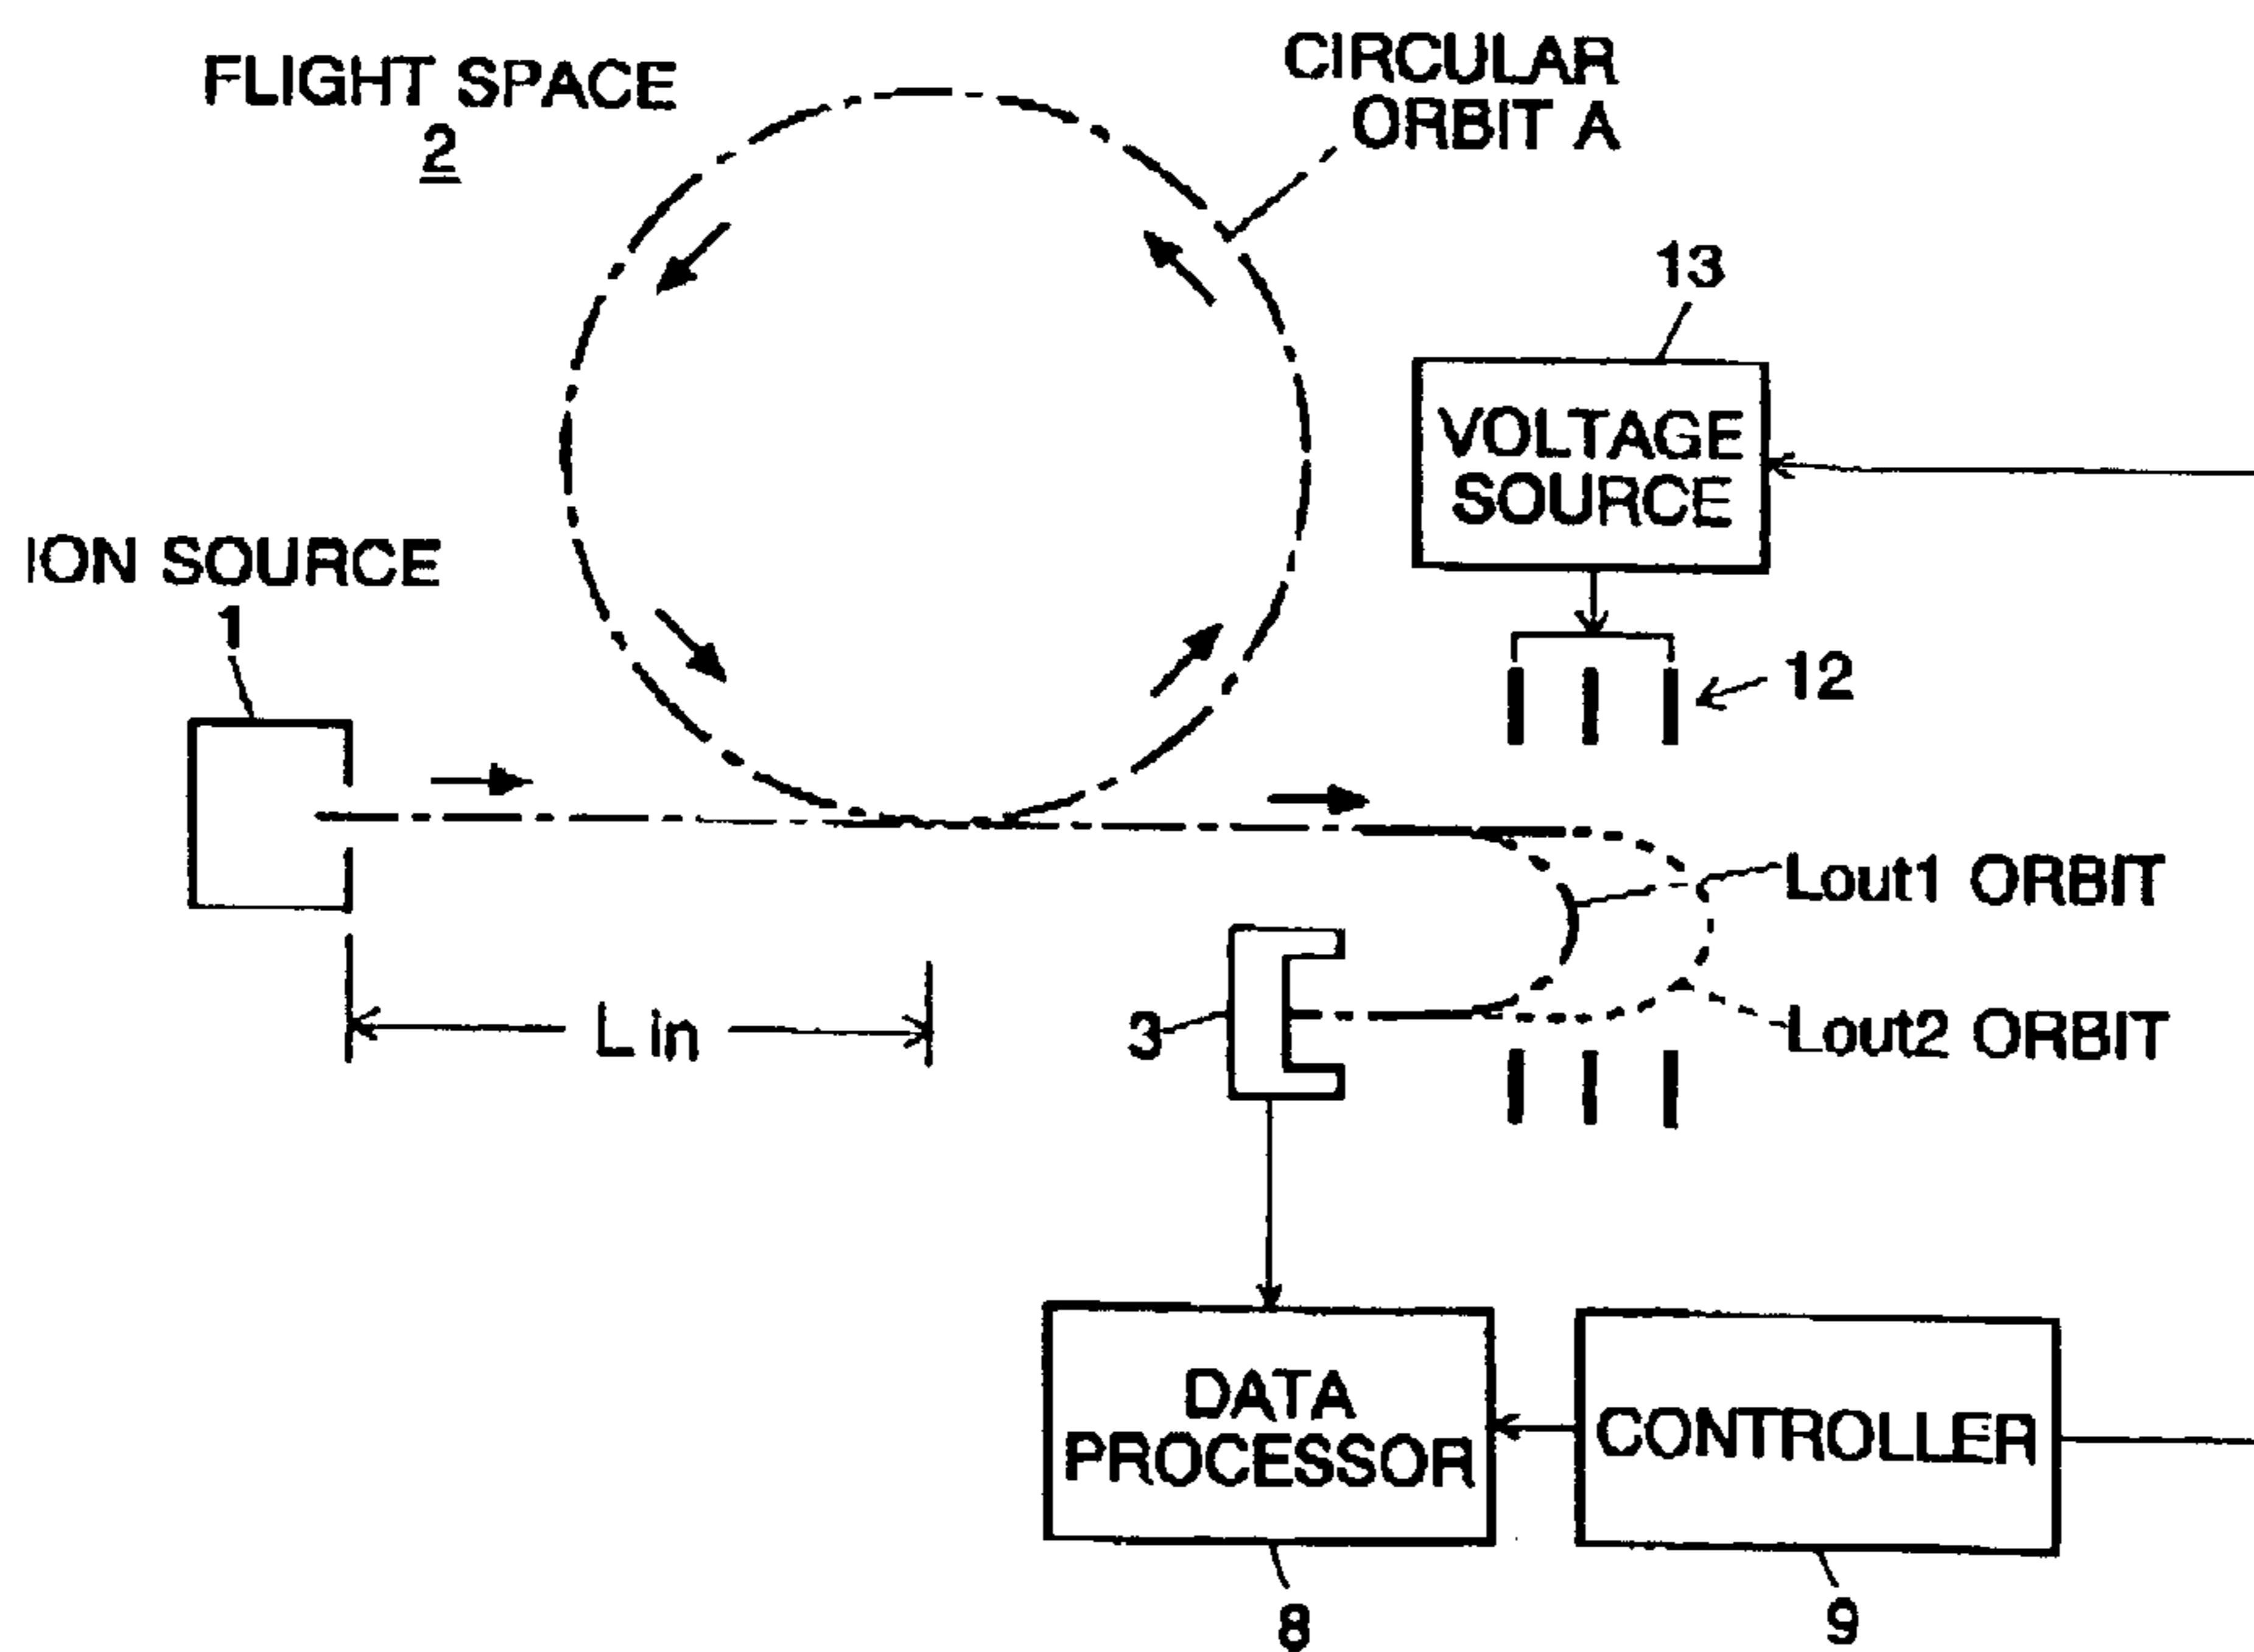 FLIGHT SPACE
2
CIRCULAR
ORBIT A
13
VOLTAGE
SOURCE
12
ION SOURCE
1
Lout1 ORBIT
Lout2 ORBIT
L in
3
DATA
PROCESSOR
CONTROLLER
8
9